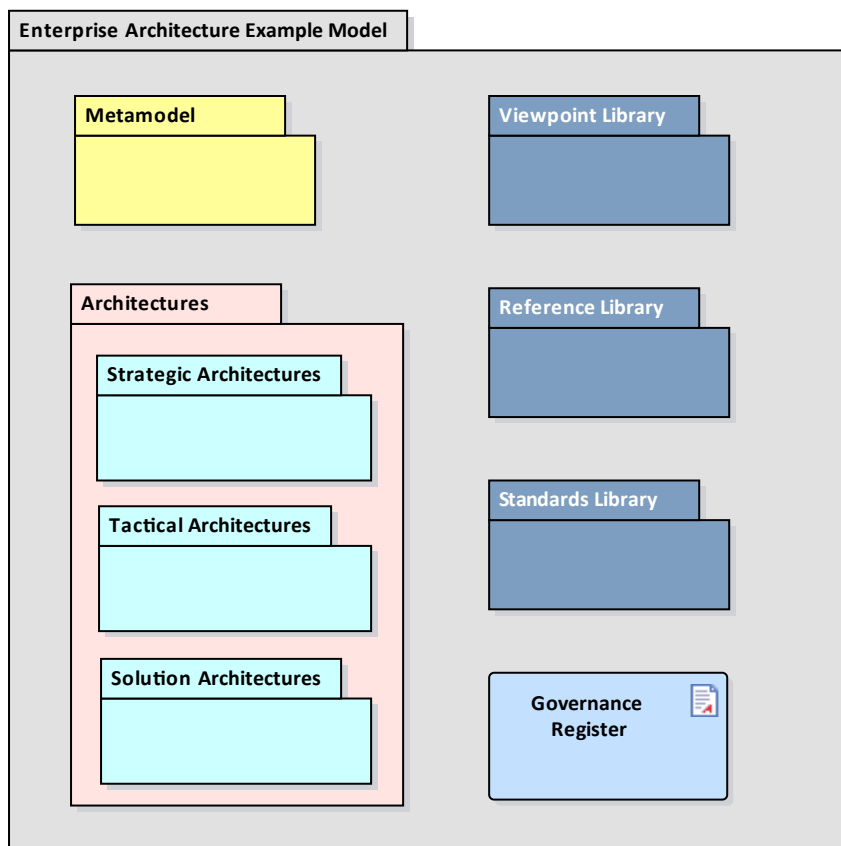 Enterprise Architecture Example Model
Metamodel
Viewpoint Library
Architectures
Reference Library
Strategic Architectures
Standards Library
Tactical Architectures
Solution Architectures
Governance
Register